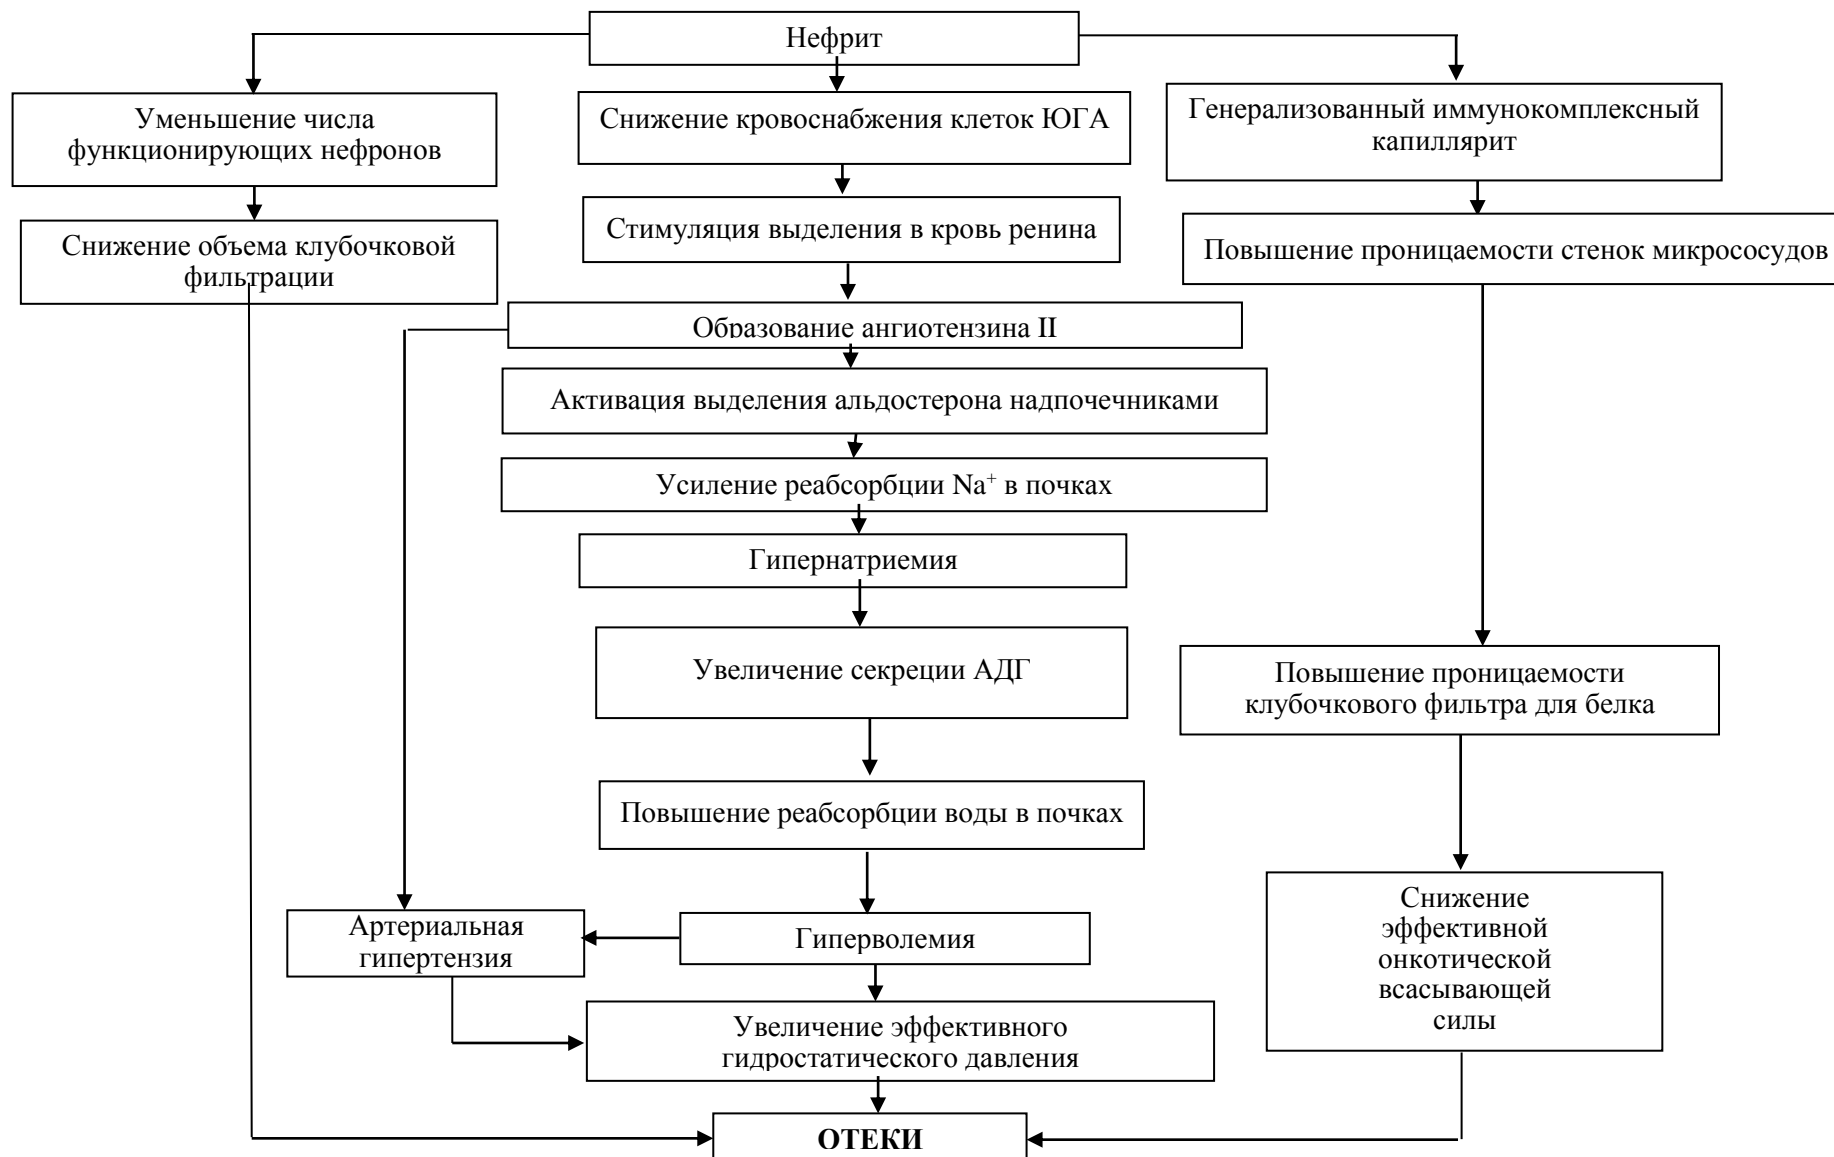 Нефрит
Уменьшение числа
функционирующих нефронов
Снижение кровоснабжения клеток ЮГА
Генерализованный иммунокомплексный
капиллярит
Снижение объема клубочковой
фильтрации
Стимуляция выделения в кровь ренина
Повышение проницаемости стенок микрососудов
Образование ангиотензина II
Активация выделения альдостерона надпочечниками
Усиление реабсорбции Na⁺ в почках
Гипернатриемия
Увеличение секреции АДГ
Повышение проницаемости
клубочкового фильтра для белка
Повышение реабсорбции воды в почках
Артериальная
гипертензия
Гиперволемия
Снижение
эффективной
онкотической
всасывающей
силы
Увеличение эффективного
гидростатического давления
ОТЕКИ